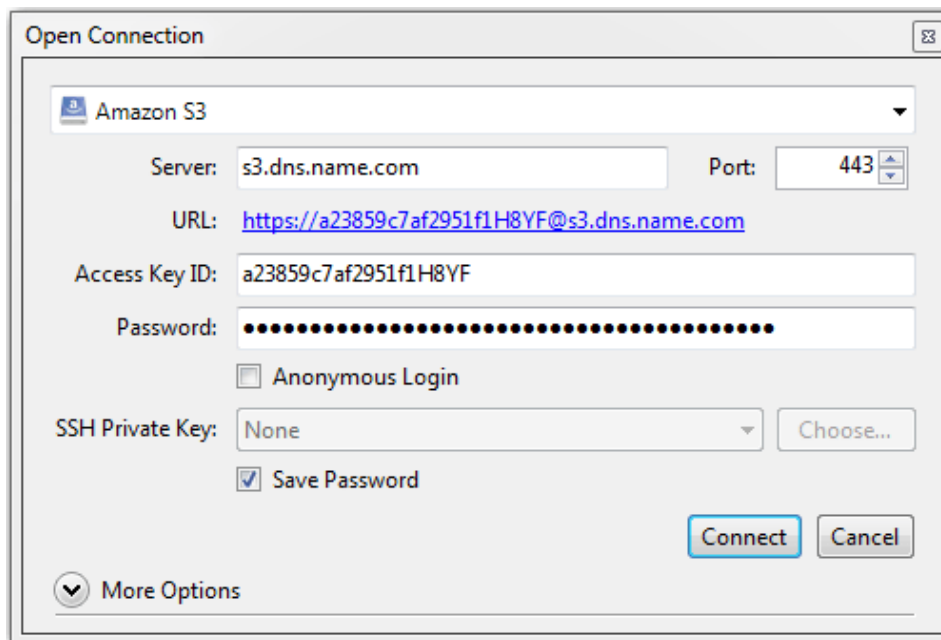 Open Connection
Amazon S3
Server: s3.dns.name.com Port: 443
URL: https://a23859c7af2951f1H8YF@s3.dns.name.com
Access Key ID: a23859c7af2951f1H8YF
Password: ●●●●●●●●●●●●●●●●●●●●●●●●●●●●●●●●●●●●●●●●
Anonymous Login
SSH Private Key: None Choose...
Save Password
Connect Cancel
More Options